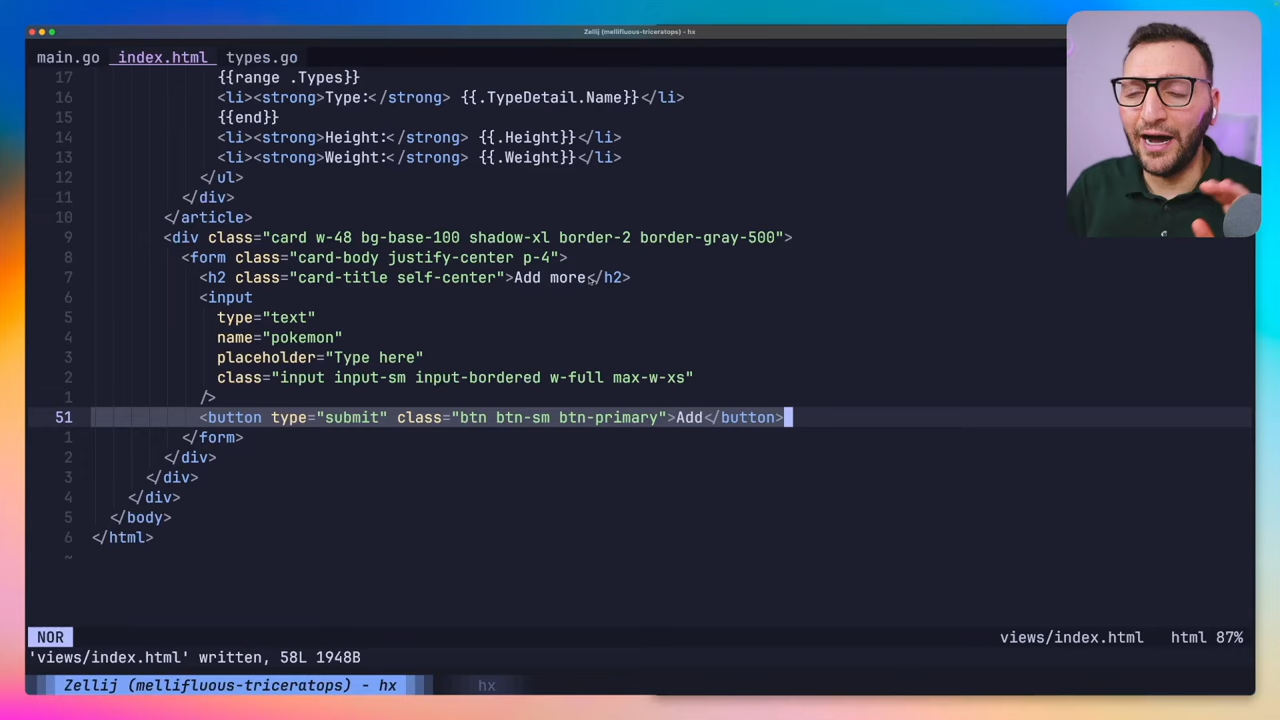 Zellij (mellifluous-triceratops) - hx
main.go index.html types.go
17 {{range .Types}}
16 <li><strong>Type:</strong> {{.TypeDetail.Name}}</li>
15 {{end}}
14 <li><strong>Height:</strong> {{.Height}}</li>
13 <li><strong>Weight:</strong> {{.Weight}}</li>
12 </ul>
11 </div>
10 </article>
9 <div class="card w-48 bg-base-100 shadow-xl border-2 border-gray-500">
8 <form class="card-body justify-center p-4">
7 <h2 class="card-title self-center">Add more</h2>
6 <input
5 type="text"
4 name="pokemon"
3 placeholder="Type here"
2 class="input input-sm input-bordered w-full max-w-xs"
1 />
51 <button type="submit" class="btn btn-sm btn-primary">Add</button>
1 </form>
2 </div>
3 </div>
4 </div>
5 </body>
6 </html>
~
NOR views/index.html html 87%
'views/index.html' written, 58L 1948B
Zellij (mellifluous-triceratops) - hx hx